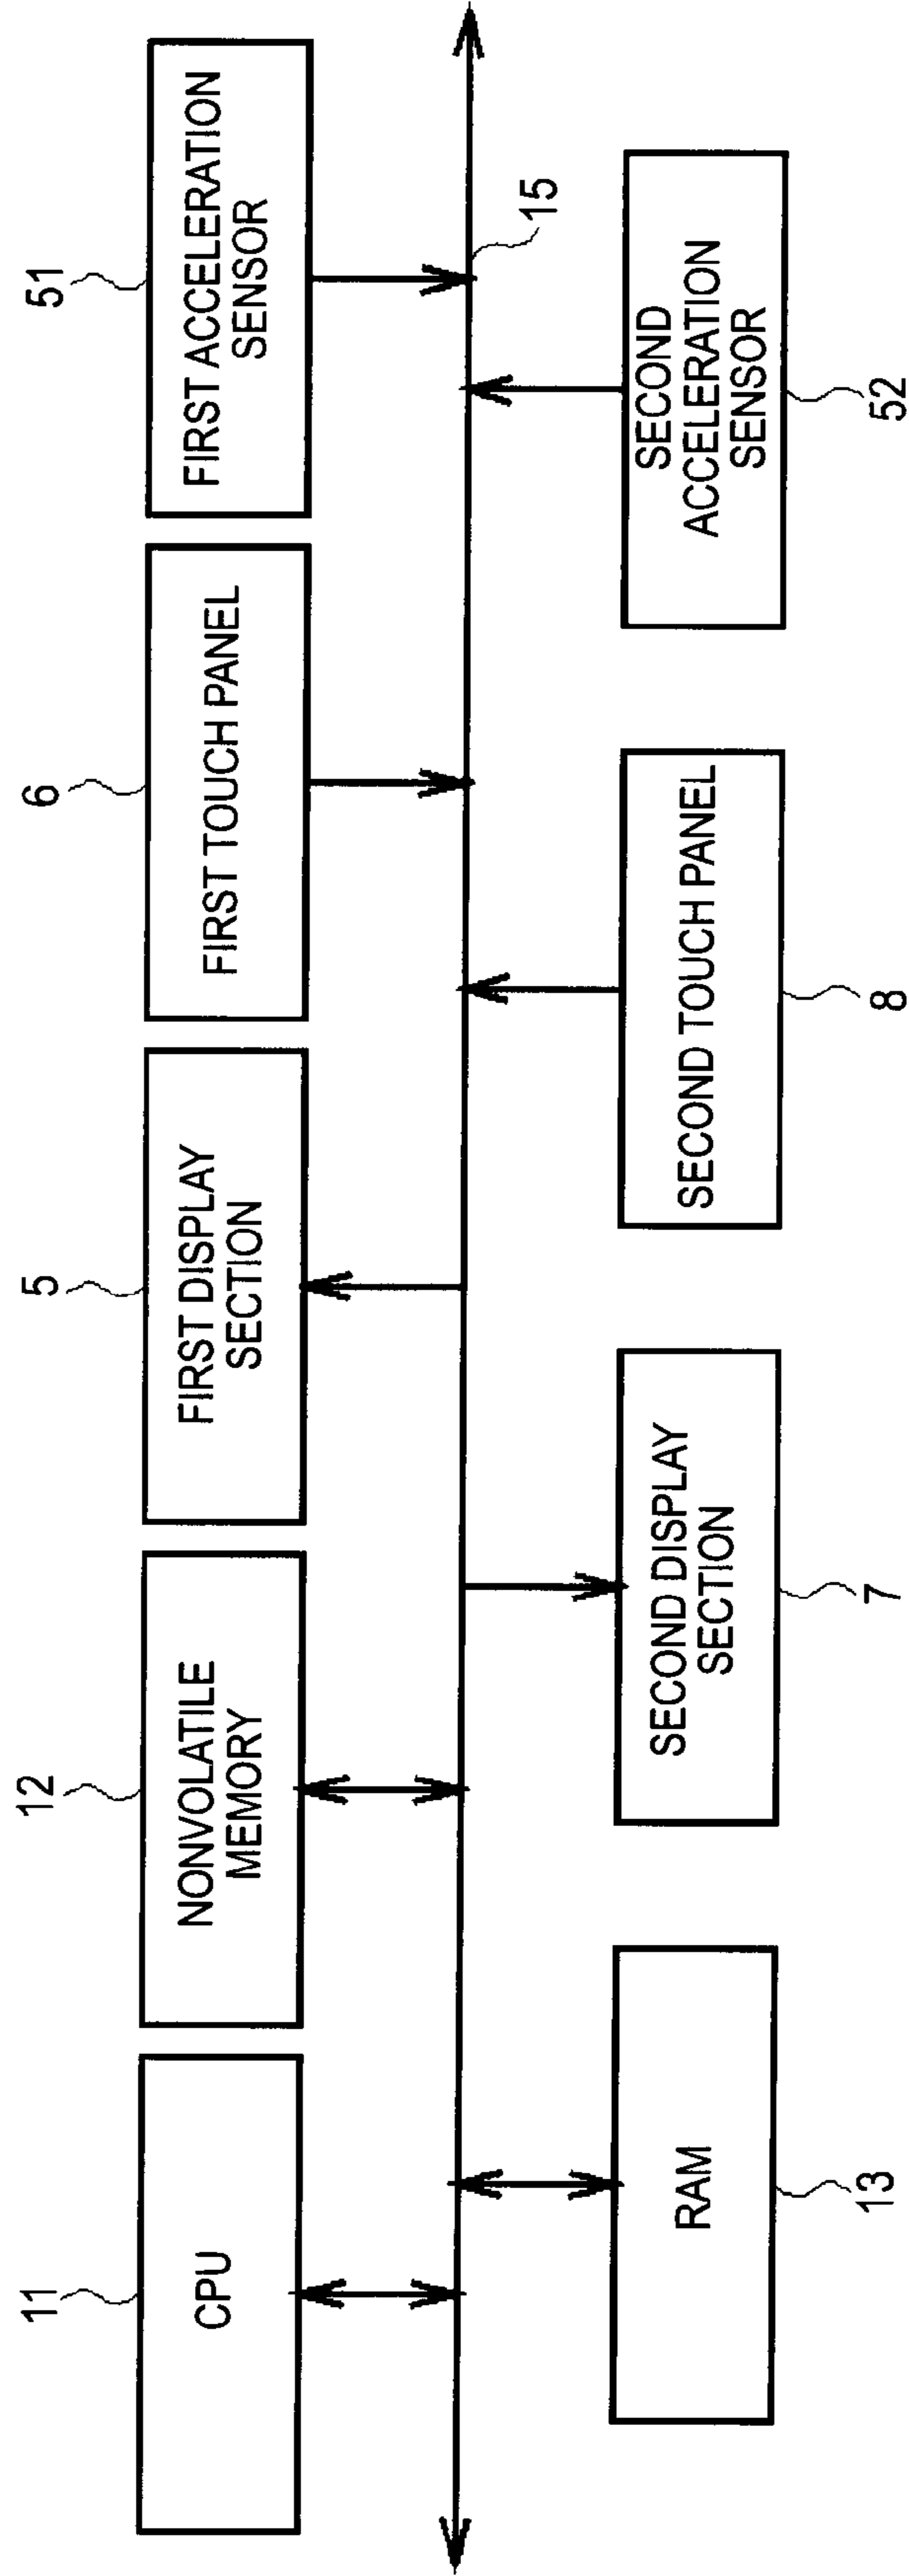 11
CPU
12
NONVOLATILE
MEMORY
5
FIRST DISPLAY
SECTION
6
FIRST TOUCH PANEL
51
FIRST ACCELERATION
SENSOR
15
RAM
13
SECOND DISPLAY
SECTION
7
SECOND TOUCH PANEL
8
SECOND
ACCELERATION
SENSOR
52